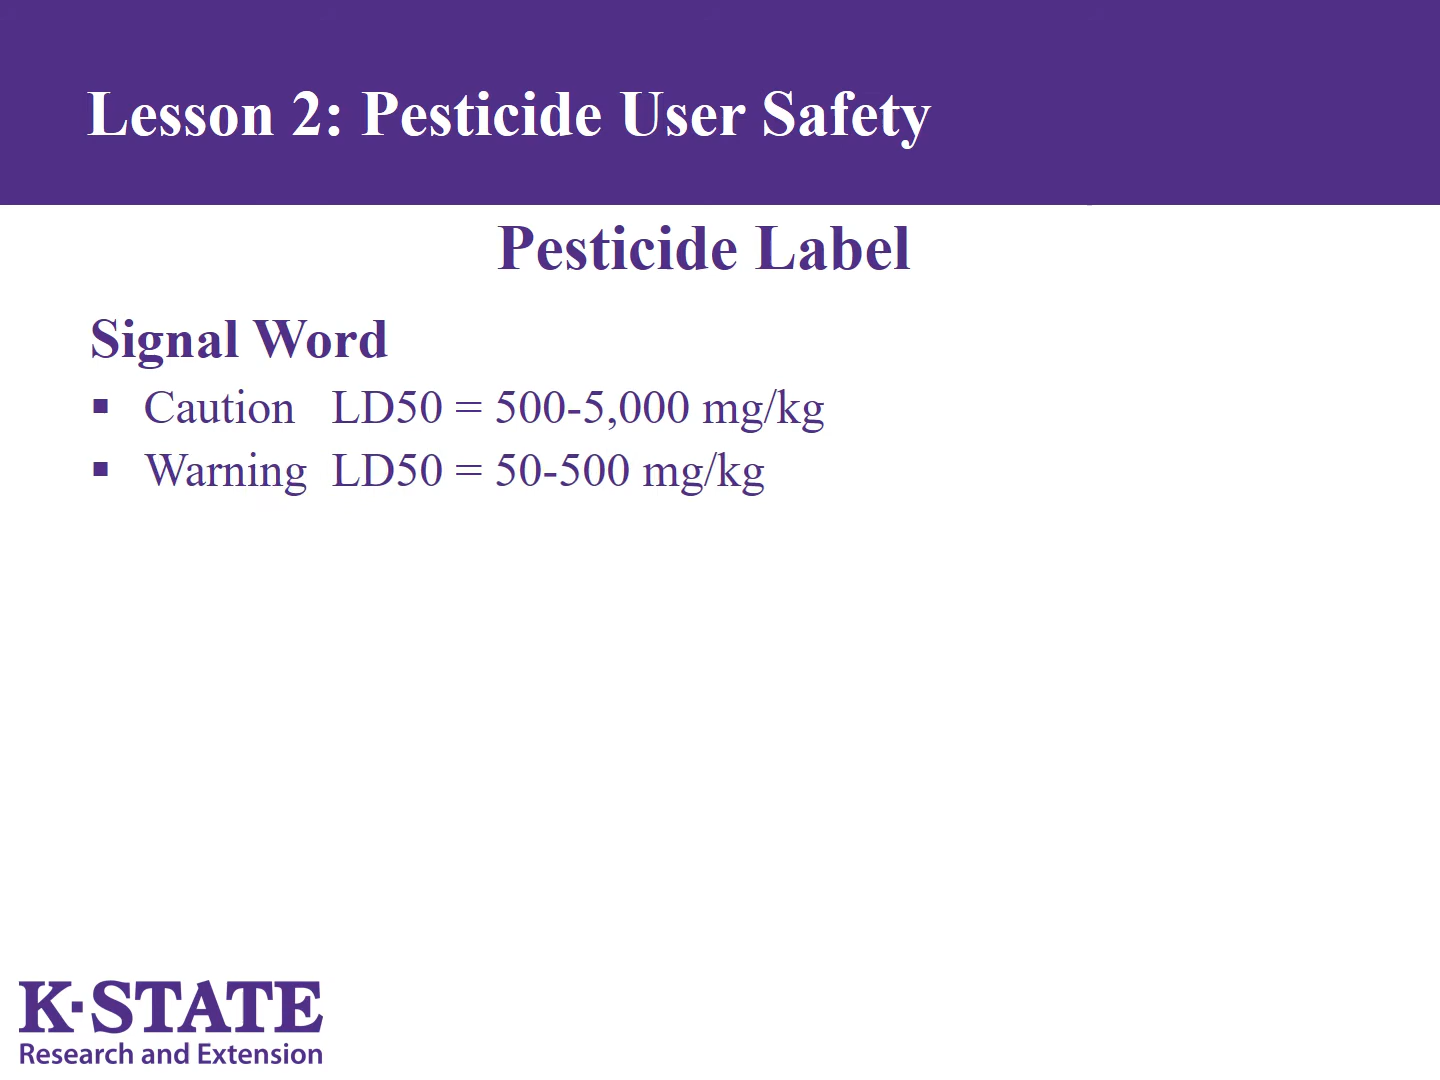 Lesson 2: Pesticide User Safety
Pesticide Label
Signal Word
▪ Caution LD50 = 500-5,000 mg/kg
▪ Warning LD50 = 50-500 mg/kg
K·STATE
Research and Extension